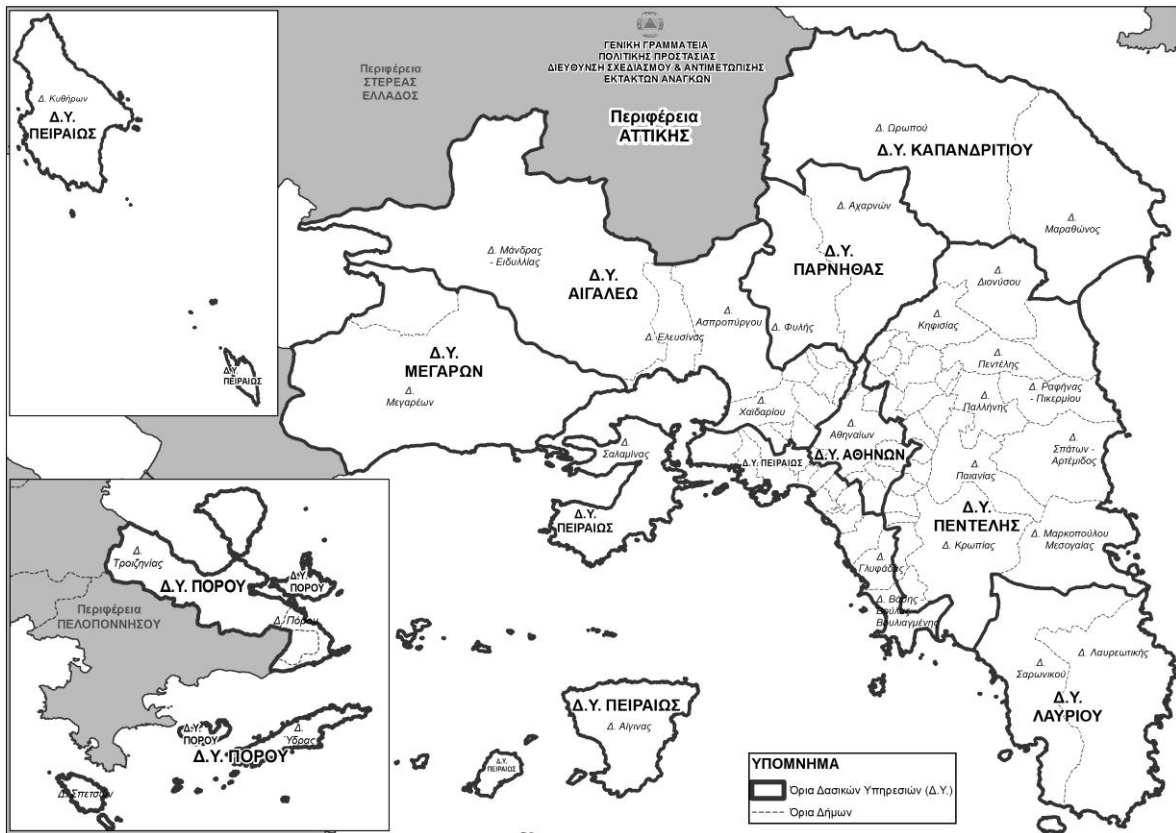 Δ. Κυθήρων
Δ.Υ.
ΠΕΙΡΑΙΩΣ
Δ.Υ.
ΠΕΙΡΑΙΩΣ
Περιφέρεια
ΣΤΕΡΕΑΣ
ΕΛΛΑΔΟΣ
ΓΕΝΙΚΗ ΓΡΑΜΜΑΤΕΙΑ
ΠΟΛΙΤΙΚΗΣ ΠΡΟΣΤΑΣΙΑΣ
ΔΙΕΥΘΥΝΣΗ ΣΧΕΔΙΑΣΜΟΥ & ΑΝΤΙΜΕΤΩΠΙΣΗΣ
ΕΚΤΑΚΤΩΝ ΑΝΑΓΚΩΝ
Περιφέρεια
ΑΤΤΙΚΗΣ
Δ. Ωρωπού
Δ.Υ. ΚΑΠΑΝΔΡΙΤΙΟΥ
Δ. Αχαρνών
Δ.
Μαραθώνος
Δ. Μάνδρας
- Ειδυλλίας
Δ.Υ.
ΑΙΓΑΛΕΩ
Δ.Υ.
ΠΑΡΝΗΘΑΣ
Δ.
Διονύσου
Δ.
Ασπροπύργου
Δ. Φυλής
Δ.
Κηφισίας
Δ. Ελευσίνας
Δ.Υ.
ΜΕΓΑΡΩΝ
Δ.
Μεγαρέων
Δ.
Πεντέλης
Δ. Ραφήνας
- Πικερμίου
Δ.
Χαϊδαρίου
Δ.
Παλλήνης
Δ.
Αθηναίων
Δ.Υ. ΑΘΗΝΩΝ
Δ.
Σπάτων -
Αρτέμιδος
Δ.
Σαλαμίνας
Δ.Υ. ΠΕΙΡΑΙΩΣ
Δ.
Παιανίας
Δ.Υ.
ΠΕΙΡΑΙΩΣ
Δ.Υ.
ΠΕΝΤΕΛΗΣ
Δ. Κρωπίας
Δ. Μαρκοπούλου
Μεσογαίας
Δ.
Γλυφάδας
Δ. Βάρης -
Βούλας -
Βουλιαγμένης
Δ.
Τροιζηνίας
Δ.Υ. ΠΟΡΟΥ
Δ.Υ.
ΠΟΡΟΥ
Περιφέρεια
ΠΕΛΟΠΟΝΝΗΣΟΥ
Δ. Πόρου
Δ.Υ.
ΠΟΡΟΥ
Δ.
Ύδρας
Δ.Υ. ΠΟΡΟΥ
Δ. Σπετσών
Δ.Υ. ΠΕΙΡΑΙΩΣ
Δ. Αίγινας
Δ.Υ.
ΠΕΙΡΑΙΩΣ
Δ. Λαυρεωτικής
Δ.
Σαρωνικού
Δ.Υ.
ΛΑΥΡΙΟΥ
ΥΠΟΜΝΗΜΑ
Όρια Δασικών Υπηρεσιών (Δ.Υ.)
Όρια Δήμων